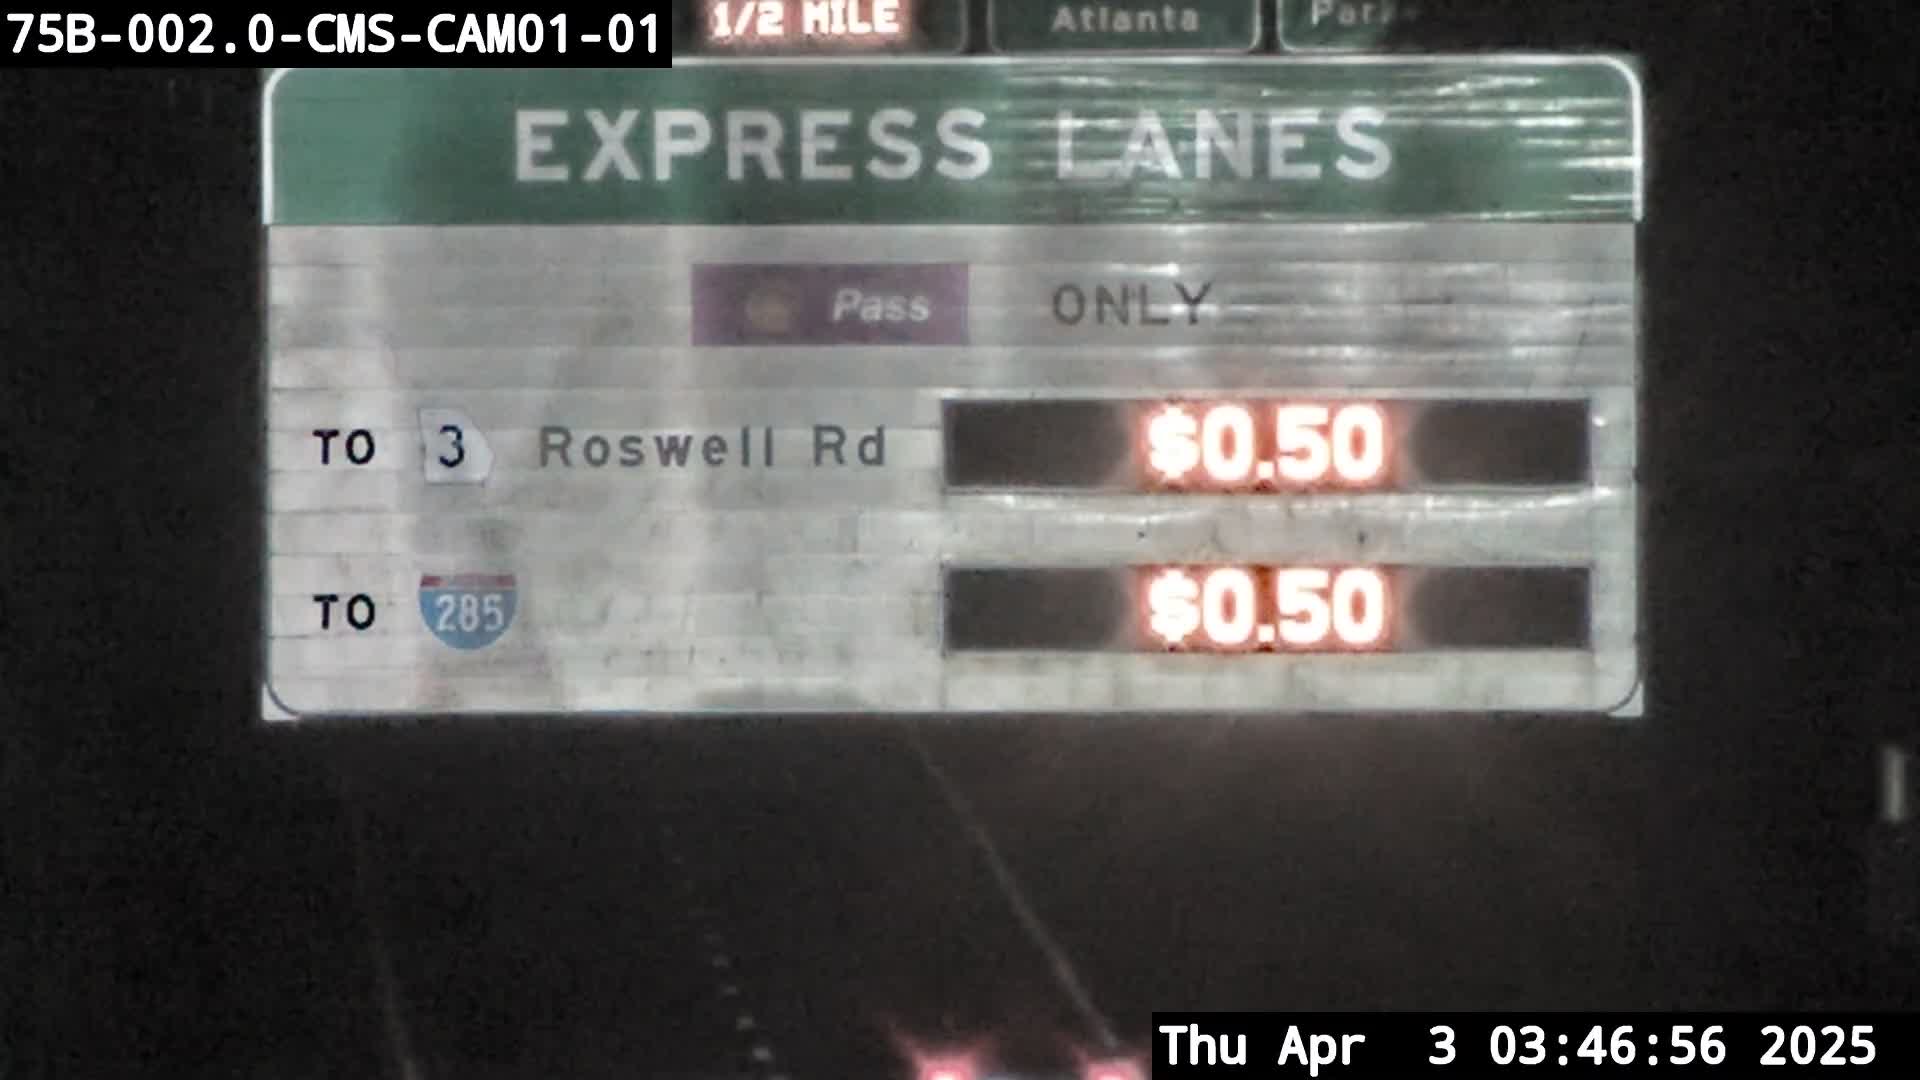 75B-002.0-CMS-CAM01-01
1/2 MILE
Atlanta
EXPRESS LANES
Pass ONLY
TO 3 Roswell Rd $0.50
TO 285 $0.50
Thu Apr 3 03:46:56 2025